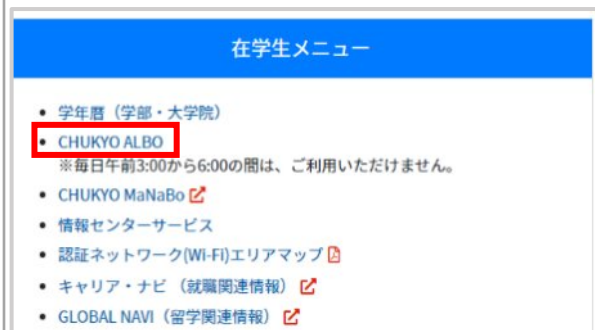 在学生メニュー
学年暦（学部・大学院）
CHUKYO ALBO
※毎日午前3:00から6:00の間は、ご利用いただけません。
CHUKYO MaNaBo
情報センターサービス
認証ネットワーク(Wi-Fi)エリアマップ
キャリア・ナビ （就職関連情報）
GLOBAL NAVI（留学関連情報）